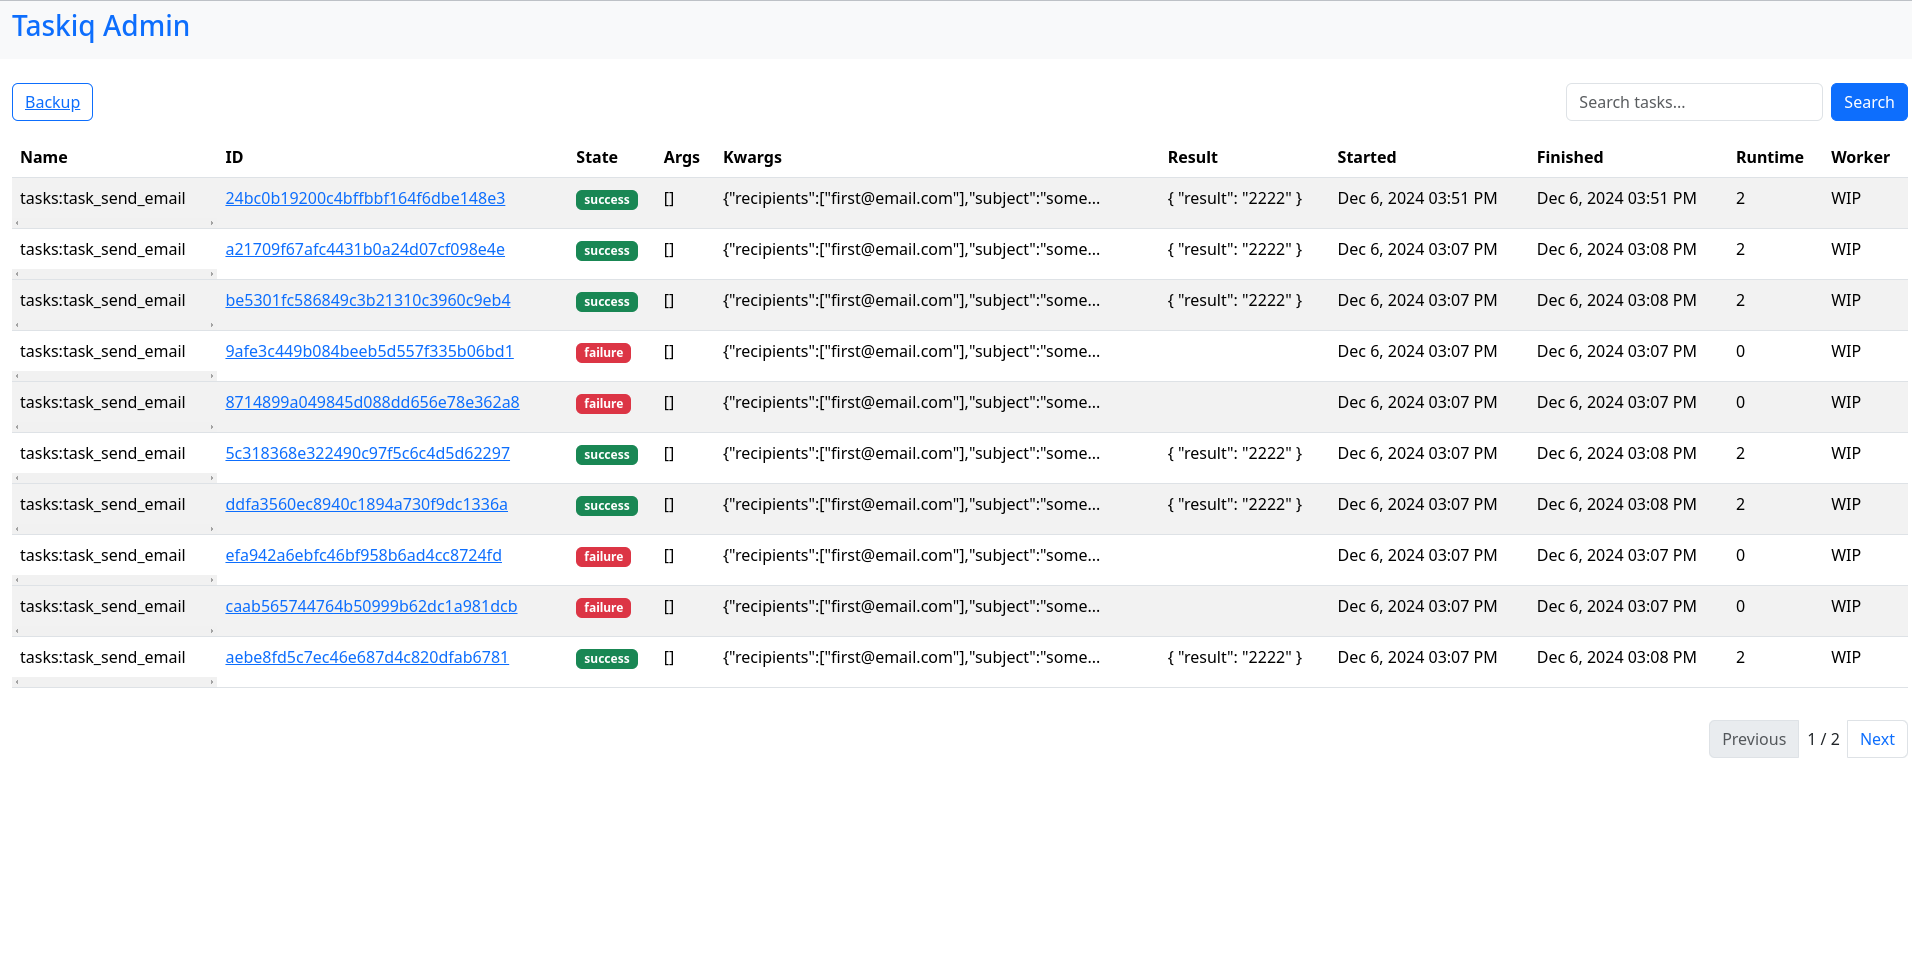 Taskiq Admin
Backup Search tasks... Search
Name ID State Args Kwargs Result Started Finished Runtime Worker
tasks:task_send_email 24bc0b19200c4bffbbf164f6dbe148e3 success [] {"recipients":["first@email.com"],"subject":"some... { "result": "2222" } Dec 6, 2024 03:51 PM Dec 6, 2024 03:51 PM 2 WIP
tasks:task_send_email a21709f67afc4431b0a24d07cf098e4e success [] {"recipients":["first@email.com"],"subject":"some... { "result": "2222" } Dec 6, 2024 03:07 PM Dec 6, 2024 03:08 PM 2 WIP
tasks:task_send_email be5301fc586849c3b21310c3960c9eb4 success [] {"recipients":["first@email.com"],"subject":"some... { "result": "2222" } Dec 6, 2024 03:07 PM Dec 6, 2024 03:08 PM 2 WIP
tasks:task_send_email 9afe3c449b084beeb5d557f335b06bd1 failure [] {"recipients":["first@email.com"],"subject":"some... Dec 6, 2024 03:07 PM Dec 6, 2024 03:07 PM 0 WIP
tasks:task_send_email 8714899a049845d088dd656e78e362a8 failure [] {"recipients":["first@email.com"],"subject":"some... Dec 6, 2024 03:07 PM Dec 6, 2024 03:07 PM 0 WIP
tasks:task_send_email 5c318368e322490c97f5c6c4d5d62297 success [] {"recipients":["first@email.com"],"subject":"some... { "result": "2222" } Dec 6, 2024 03:07 PM Dec 6, 2024 03:08 PM 2 WIP
tasks:task_send_email ddfa3560ec8940c1894a730f9dc1336a success [] {"recipients":["first@email.com"],"subject":"some... { "result": "2222" } Dec 6, 2024 03:07 PM Dec 6, 2024 03:08 PM 2 WIP
tasks:task_send_email efa942a6ebfc46bf958b6ad4cc8724fd failure [] {"recipients":["first@email.com"],"subject":"some... Dec 6, 2024 03:07 PM Dec 6, 2024 03:07 PM 0 WIP
tasks:task_send_email caab565744764b50999b62dc1a981dcb failure [] {"recipients":["first@email.com"],"subject":"some... Dec 6, 2024 03:07 PM Dec 6, 2024 03:07 PM 0 WIP
tasks:task_send_email aebe8fd5c7ec46e687d4c820dfab6781 success [] {"recipients":["first@email.com"],"subject":"some... { "result": "2222" } Dec 6, 2024 03:07 PM Dec 6, 2024 03:08 PM 2 WIP
Previous 1 / 2 Next